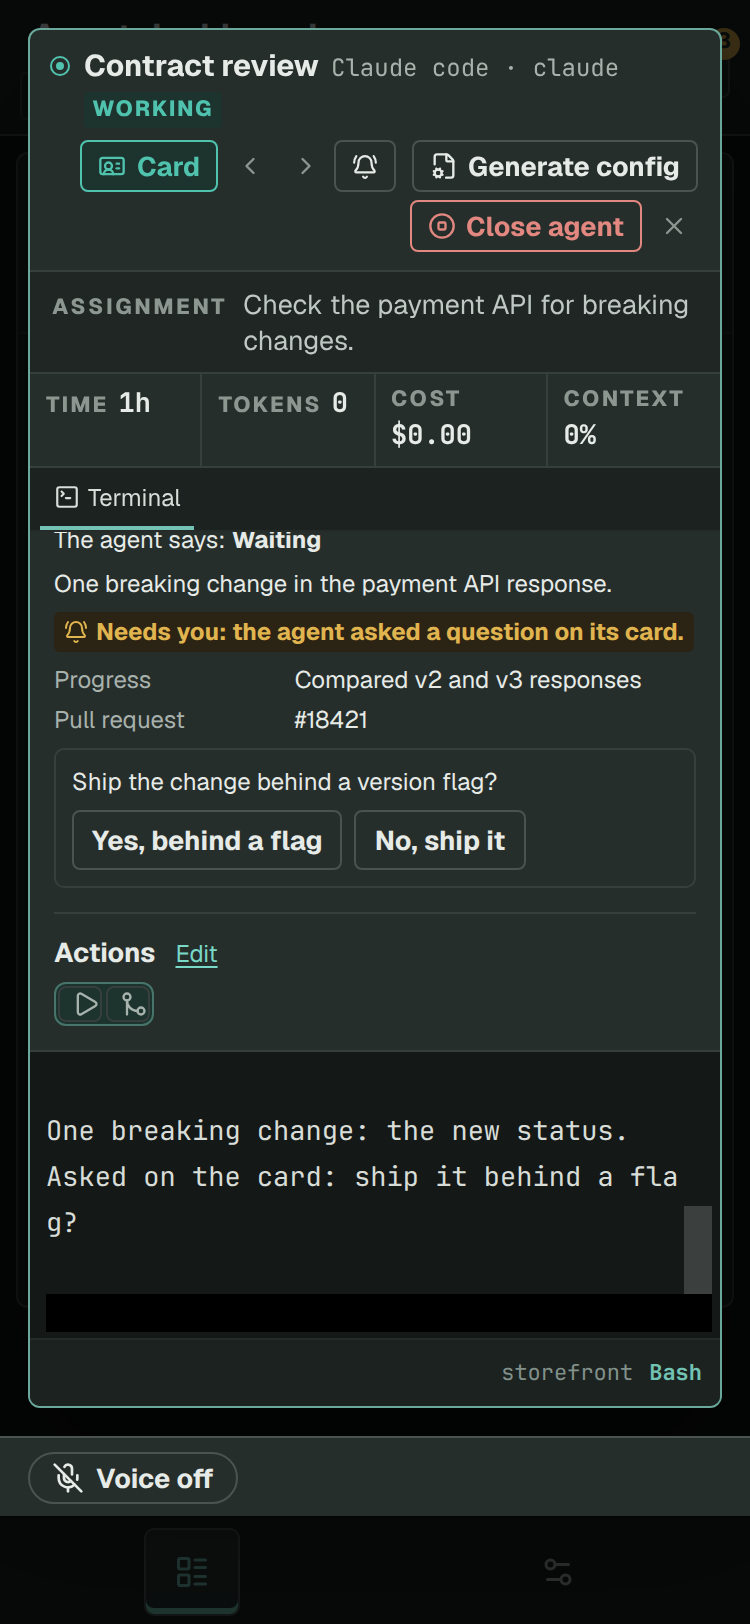 Contract review Claude code · claude
WORKING
Card
Generate config
Close agent
ASSIGNMENT Check the payment API for breaking
changes.
TIME 1h
TOKENS 0
COST
$0.00
CONTEXT
0%
Terminal
The agent says: Waiting
One breaking change in the payment API response.
Needs you: the agent asked a question on its card.
Progress Compared v2 and v3 responses
Pull request #18421
Ship the change behind a version flag?
Yes, behind a flag
No, ship it
Actions Edit
One breaking change: the new status.
Asked on the card: ship it behind a fla
g?
storefront Bash
Voice off